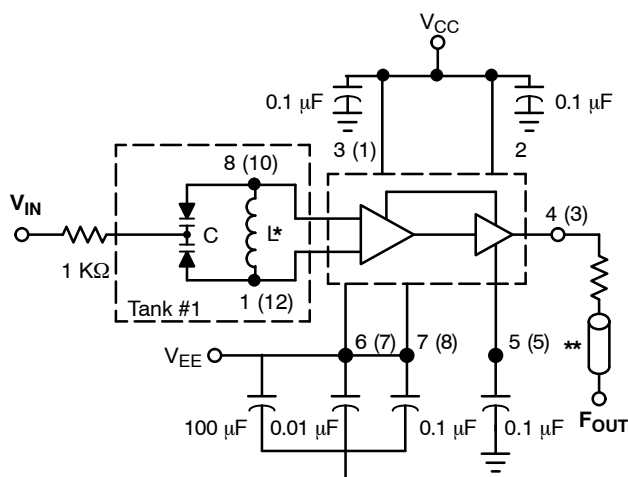 V_CC
0.1 μF
0.1 μF
3 (1)
2
8 (10)
V_IN
4 (3)
C
L*
1 KΩ
1 (12)
Tank #1
6 (7)
7 (8)
5 (5)
V_EE
**
100 μF
0.01 μF
0.1 μF
0.1 μF
F_OUT